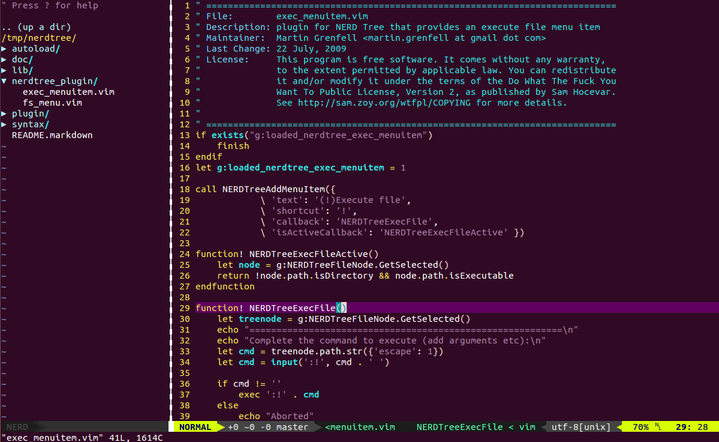 " Press ? for help
.. (up a dir)
/tmp/nerdtree/
▶ autoload/
▶ doc/
▶ lib/
▼ nerdtree_plugin/
exec_menuitem.vim
fs_menu.vim
▶ plugin/
▶ syntax/
README.markdown
1 " ============================================================================
2 " File:        exec_menuitem.vim
3 " Description: plugin for NERD Tree that provides an execute file menu item
4 " Maintainer:  Martin Grenfell <martin.grenfell at gmail dot com>
5 " Last Change: 22 July, 2009
6 " License:     This program is free software. It comes without any warranty,
7 "              to the extent permitted by applicable law. You can redistribute
8 "              it and/or modify it under the terms of the Do What The Fuck You
9 "              Want To Public License, Version 2, as published by Sam Hocevar.
10 "              See http://sam.zoy.org/wtfpl/COPYING for more details.
11 "
12 " ============================================================================
13 if exists("g:loaded_nerdtree_exec_menuitem")
14     finish
15 endif
16 let g:loaded_nerdtree_exec_menuitem = 1
17
18 call NERDTreeAddMenuItem({
19             \ 'text': '(!)Execute file',
20             \ 'shortcut': '!',
21             \ 'callback': 'NERDTreeExecFile',
22             \ 'isActiveCallback': 'NERDTreeExecFileActive' })
23
24 function! NERDTreeExecFileActive()
25     let node = g:NERDTreeFileNode.GetSelected()
26     return !node.path.isDirectory && node.path.isExecutable
27 endfunction
28
29 function! NERDTreeExecFile()
30     let treenode = g:NERDTreeFileNode.GetSelected()
31     echo "==========================================================\n"
32     echo "Complete the command to execute (add arguments etc):\n"
33     let cmd = treenode.path.str({'escape': 1})
34     let cmd = input(':!', cmd . ' ')
35
36     if cmd != ''
37         exec ':!' . cmd
38     else
39         echo "Aborted"
NERD
NORMAL +0 ~0 -0 master <menuitem.vim NERDTreeExecFile < vim utf-8[unix] 70% ␤ 29: 28
"exec_menuitem.vim" 41L, 1614C